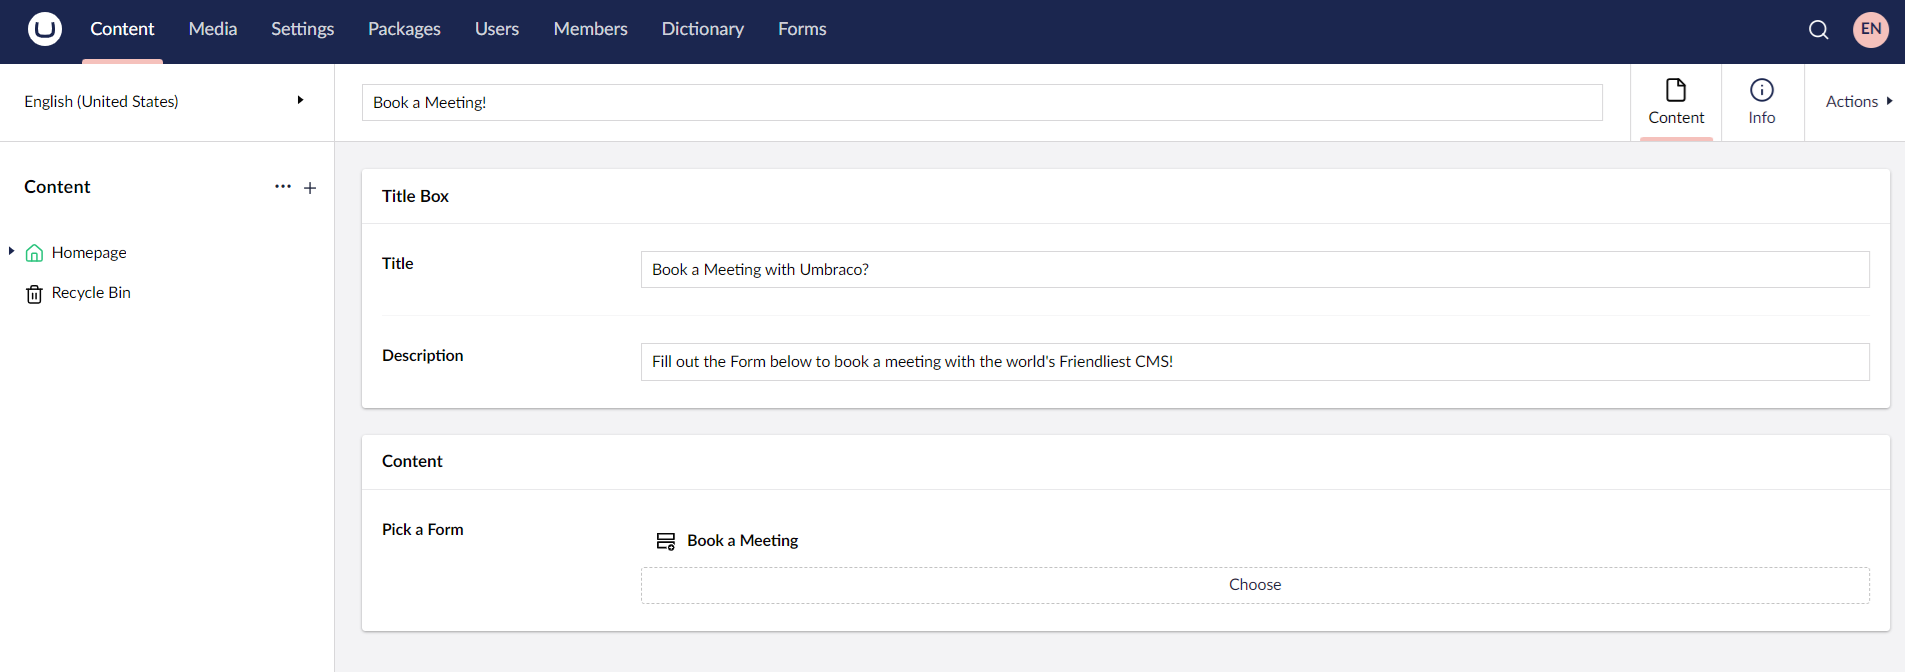 Content Media Settings Packages Users Members Dictionary Forms EN
English (United States)
Book a Meeting!
Content Info Actions
Content
Homepage
Recycle Bin
Title Box
Title
Book a Meeting with Umbraco?
Description
Fill out the Form below to book a meeting with the world's Friendliest CMS!
Content
Pick a Form
Book a Meeting
Choose